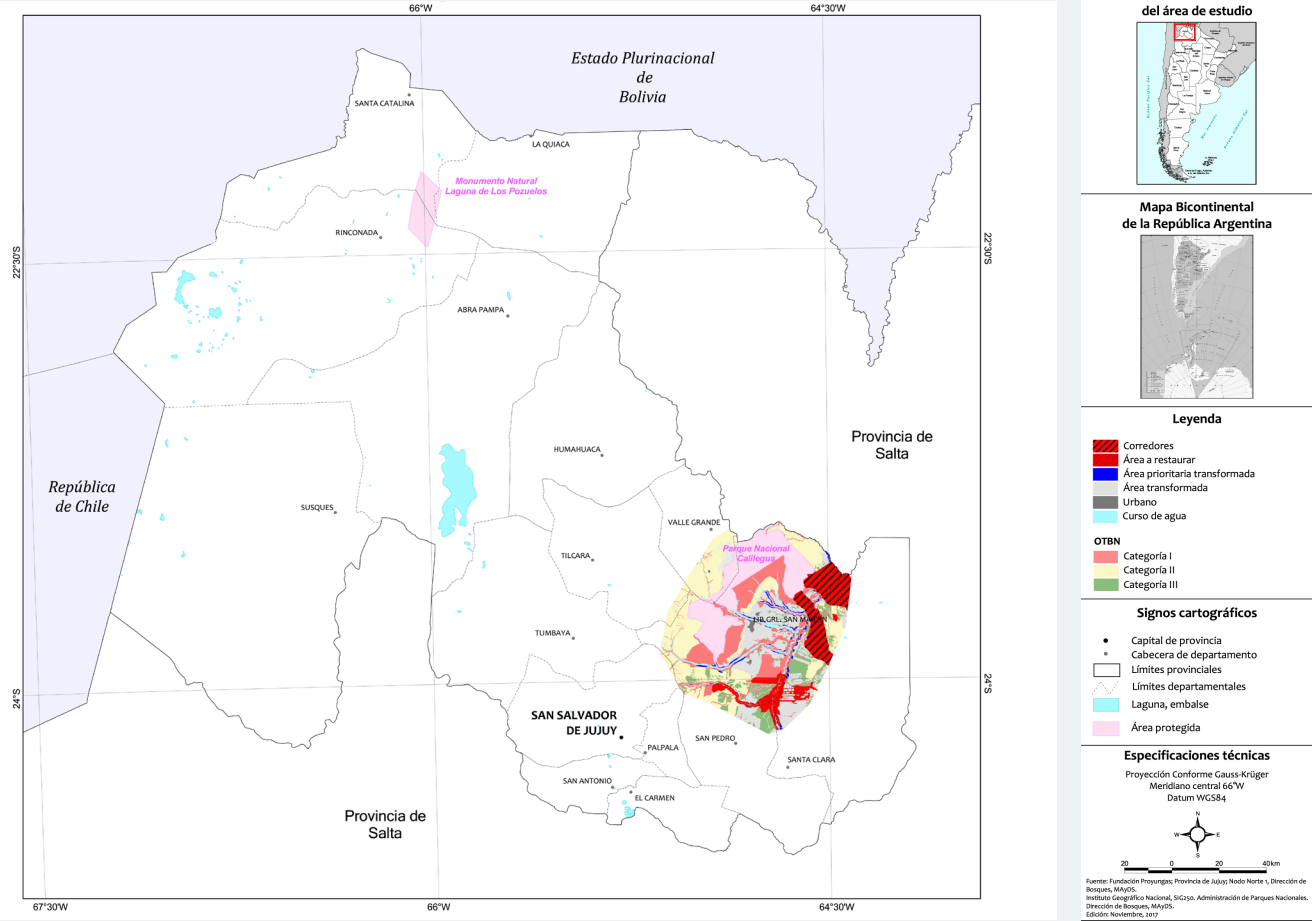 66°W
64°30'W
Estado Plurinacional
de
Bolivia
SANTA CATALINA
LA QUIACA
Monumento Natural
Laguna de Los Pozuelos
RINCONADA
22°30'S
22°30'S
ABRA PAMPA
Provincia de
Salta
HUMAHUACA
República
de Chile
SUSQUES
VALLE GRANDE
Parque Nacional
Calilegua
TILCARA
LIB.GRL. SAN MARTIN
TUMBAYA
24°S
24°S
SAN SALVADOR
DE JUJUY
SAN PEDRO
PALPALA
SANTA CLARA
SAN ANTONIO
EL CARMEN
Provincia de
Salta
67°30'W
66°W
64°30'W
del área de estudio
Mapa Bicontinental
de la República Argentina
Leyenda
Corredores
Área a restaurar
Área prioritaria transformada
Área transformada
Urbano
Curso de agua
OTBN
Categoría I
Categoría II
Categoría III
Signos cartográficos
Capital de provincia
Cabecera de departamento
Límites provinciales
Límites departamentales
Laguna, embalse
Área protegida
Especificaciones técnicas
Proyección Conforme Gauss-Krüger
Meridiano central 66°W
Datum WGS84
N
W E
S
20 0 20 40km
Fuente: Fundación Proyungas; Provincia de Jujuy; Nodo Norte 1, Dirección de
Bosques, MAyDS.
Instituto Geográfico Nacional, SIG250. Administración de Parques Nacionales.
Dirección de Bosques, MAyDS.
Edición: Noviembre, 2017